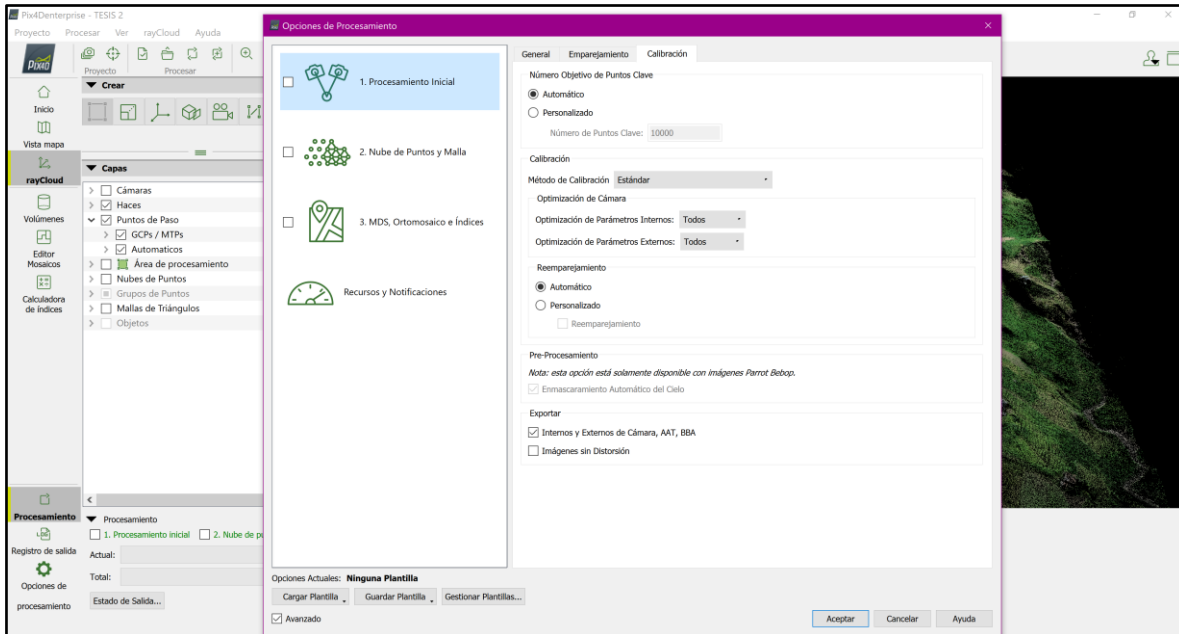 Pix4Denterprise - TESIS 2
Proyecto Procesar Ver rayCloud Ayuda
PIX4D
Proyecto
Procesar
Inicio
Vista mapa
rayCloud
Volúmenes
Editor
Mosaicos
Calculadora
de índices
Crear
Capas
Cámaras
Haces
Puntos de Paso
GCPs / MTPs
Automaticos
Área de procesamiento
Nubes de Puntos
Grupos de Puntos
Mallas de Triángulos
Objetos
Procesamiento
Registro de salida
Opciones de
procesamiento
Procesamiento
1. Procesamiento inicial 2. Nube de pu
Actual:
Total:
Estado de Salida...
Opciones de Procesamiento
1. Procesamiento Inicial
2. Nube de Puntos y Malla
3. MDS, Ortomosaico e Índices
Recursos y Notificaciones
General Emparejamiento Calibración
Número Objetivo de Puntos Clave
Automático
Personalizado
Número de Puntos Clave: 10000
Calibración
Método de Calibración Estándar
Optimización de Cámara
Optimización de Parámetros Internos: Todos
Optimización de Parámetros Externos: Todos
Reemparejamiento
Automático
Personalizado
Reemparejamiento
Pre-Procesamiento
Nota: esta opción está solamente disponible con imágenes Parrot Bebop.
Enmascaramiento Automático del Cielo
Exportar
Internos y Externos de Cámara, AAT, BBA
Imágenes sin Distorsión
Opciones Actuales: Ninguna Plantilla
Cargar Plantilla Guardar Plantilla Gestionar Plantillas...
Avanzado
Aceptar Cancelar Ayuda